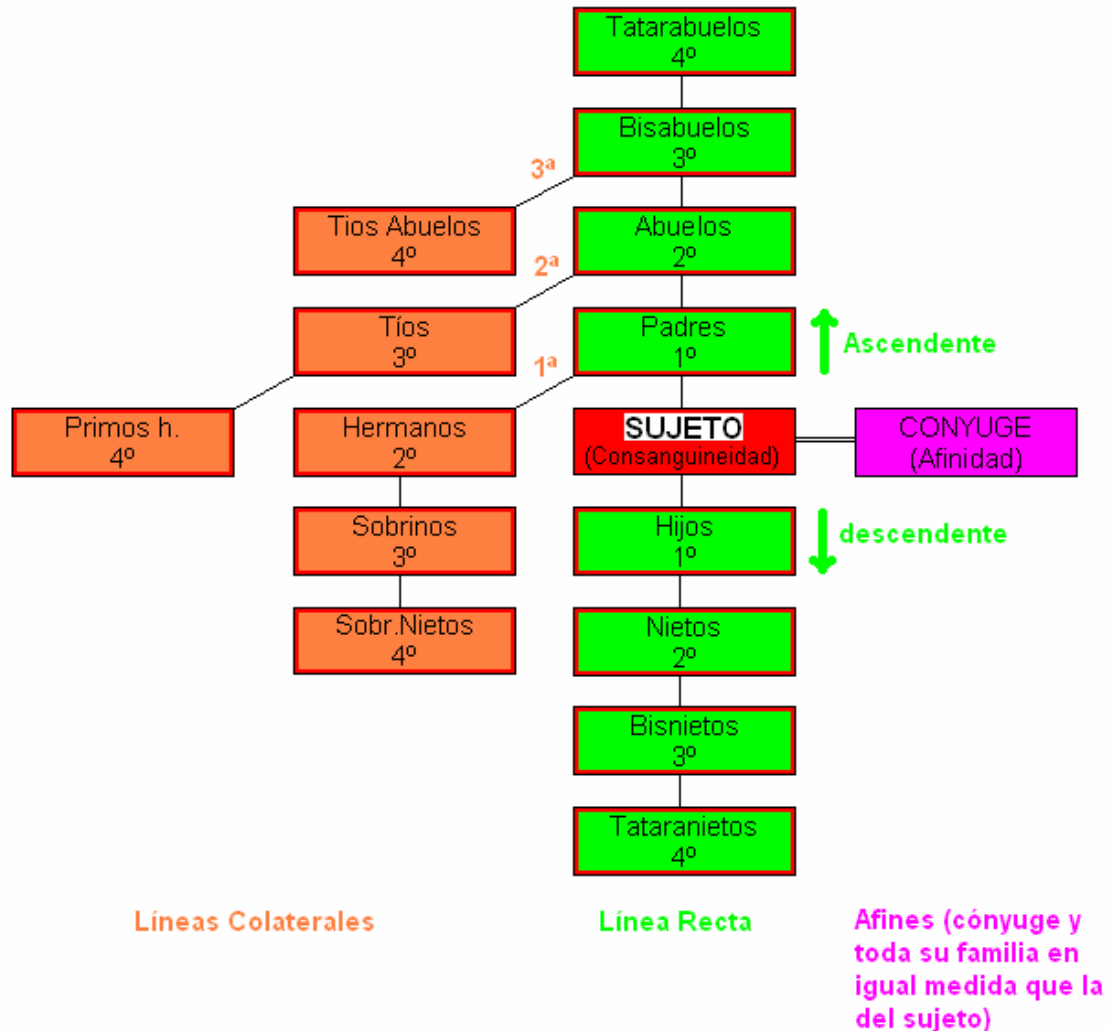 Tatarabuelos
4º
Bisabuelos
3º
3ª
Tios Abuelos
4º
Abuelos
2º
2ª
Tíos
3º
Padres
1º
Ascendente
1ª
Primos h.
4º
Hermanos
2º
SUJETO
(Consanguineidad)
CONYUGE
(Afinidad)
Sobrinos
3º
Hijos
1º
descendente
Sobr.Nietos
4º
Nietos
2º
Bisnietos
3º
Tataranietos
4º
Líneas Colaterales
Línea Recta
Afines (cónyuge y
toda su familia en
igual medida que la
del sujeto)